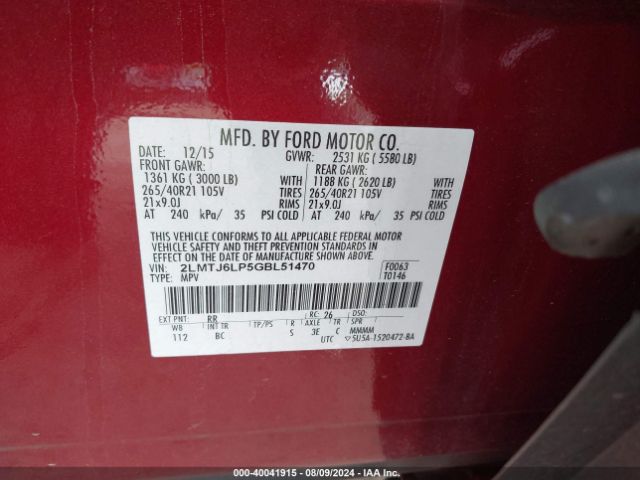 MFD. BY FORD MOTOR CO.
DATE: 12/15 GVWR: 2531 KG ( 5580 LB)
FRONT GAWR: REAR GAWR:
1361 KG ( 3000 LB) WITH 1188 KG ( 2620 LB) WITH
265/40R21 105V TIRES 265/40R21 105V TIRES
21x9.0J RIMS 21x9.0J RIMS
AT 240 kPa/ 35 PSI COLD AT 240 kPa/ 35 PSI COLD
THIS VEHICLE CONFORMS TO ALL APPLICABLE FEDERAL MOTOR
VEHICLE SAFETY AND THEFT PREVENTION STANDARDS IN
EFFECT ON THE DATE OF MANUFACTURE SHOWN ABOVE.
VIN: 2LMTJ6LP5GBL51470 F0063
TYPE: MPV T0146
EXT PNT: RR RC: 26 DSO:
WB INT TR TP/PS R AXLE TR SPR
112 BC S 3E C MMMM
UTC ▽5U5A-1520472-BA
000-40041915 - 08/09/2024 - IAA Inc.